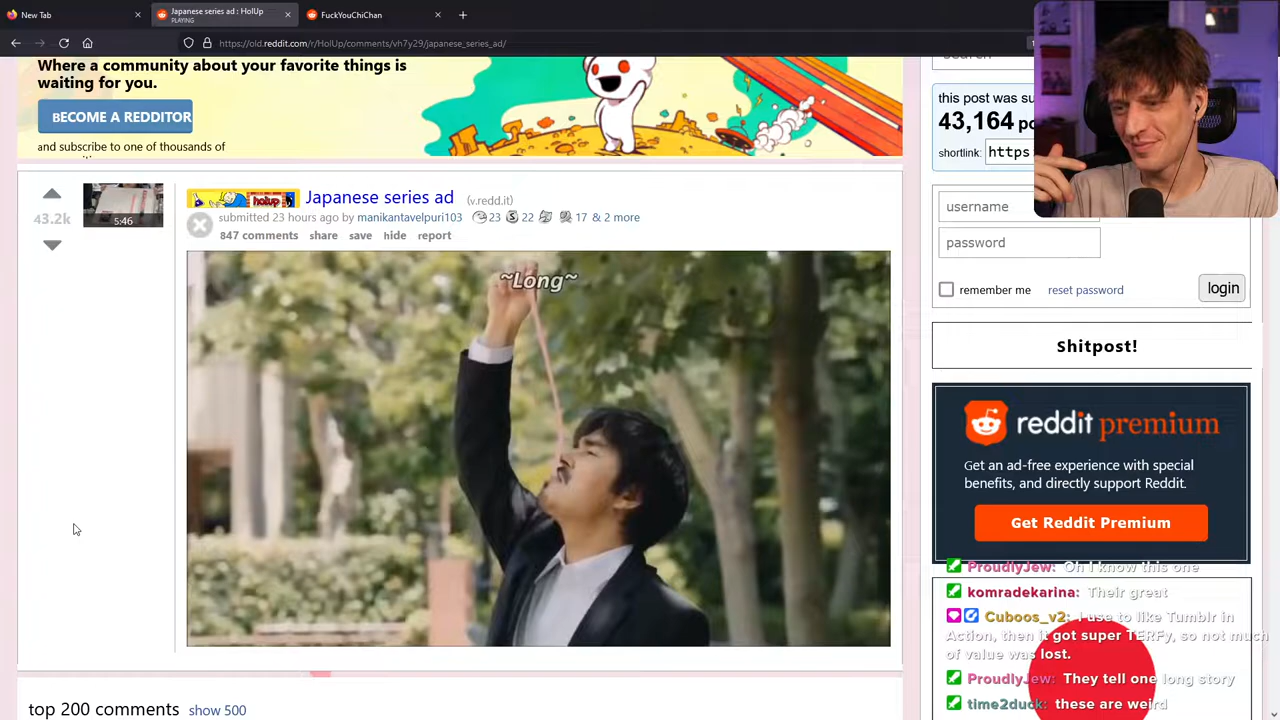 New Tab
Japanese series ad : HolUp
PLAYING
FuckYouChiChan
https://old.reddit.com/r/HolUp/comments/vh7y29/japanese_series_ad/
Where a community about your favorite things is
waiting for you.
BECOME A REDDITOR
and subscribe to one of thousands of
this post was su
43,164 po
shortlink: https
43.2k
5:46
holup
Japanese series ad (v.redd.it)
submitted 23 hours ago by manikantavelpuri103 23 22 17 & 2 more
847 comments share save hide report
~Long~
username
password
remember me reset password login
Shitpost!
reddit premium
Get an ad-free experience with special
benefits, and directly support Reddit.
Get Reddit Premium
ProudlyJew: Oh I know this one
komradekarina: Their great
Cuboos_v2: I use to like Tumblr in
Action, then it got super TERFy, so not much
of value was lost.
ProudlyJew: They tell one long story
time2duck: these are weird
top 200 comments show 500